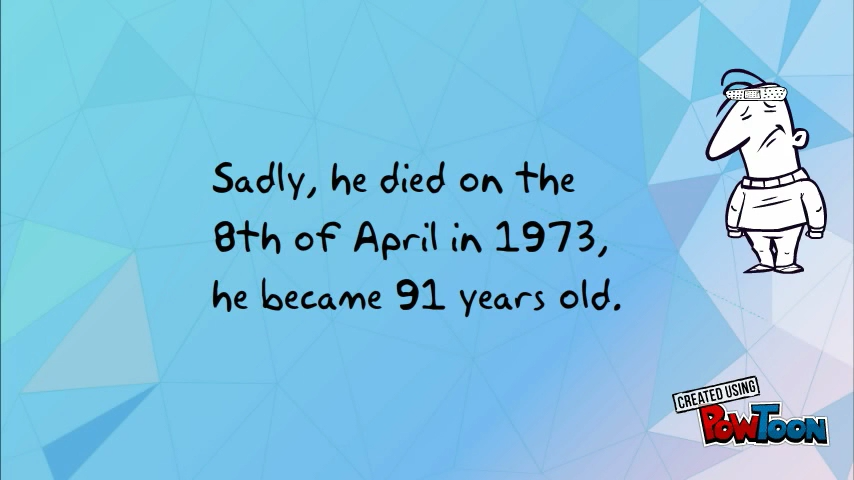 Sadly, he died on the
8th of April in 1973,
he became 91 years old.
CREATED USING
POWTOON